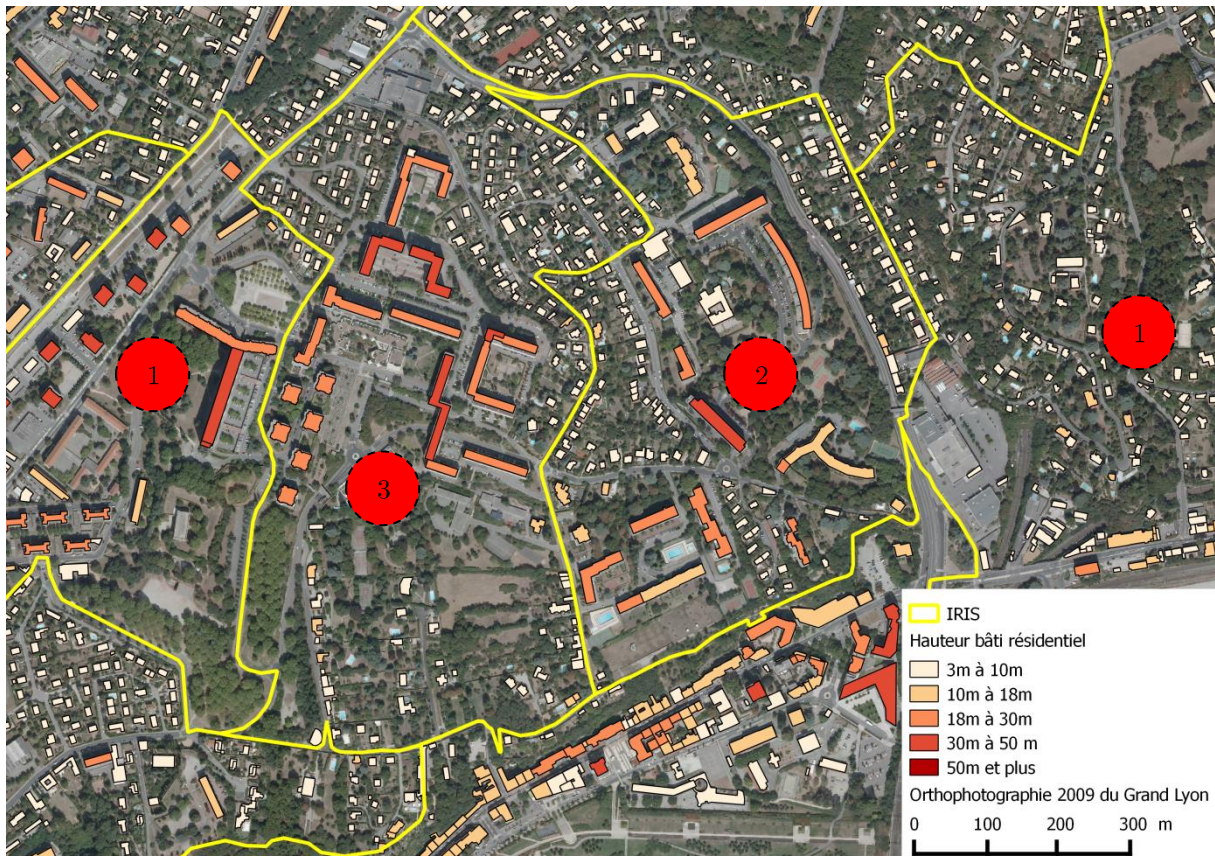 1
2
3
1
IRIS
Hauteur bâti résidentiel
3m à 10m
10m à 18m
18m à 30m
30m à 50 m
50m et plus
Orthophotographie 2009 du Grand Lyon
0 100 200 300 m